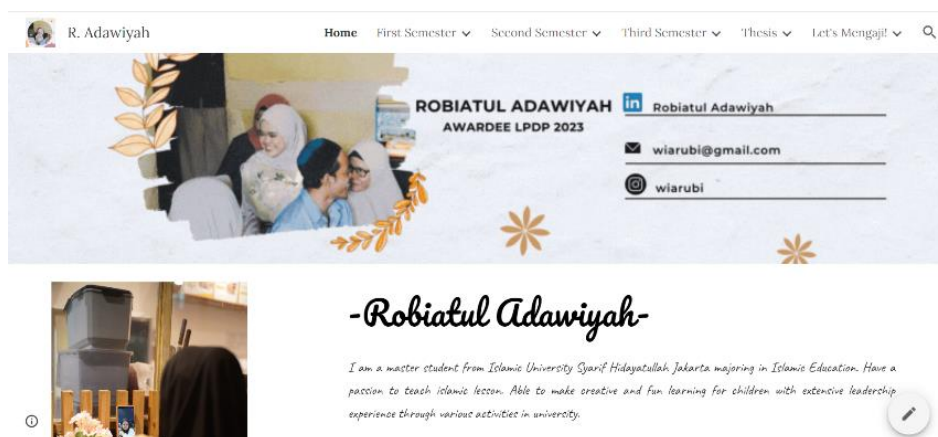 R. Adawiyah
Home First Semester Second Semester Third Semester Thesis Let's Mengaji!
ROBIATUL ADAWIYAH
AWARDEE LPDP 2023
in Robiatul Adawiyah
wiarubi@gmail.com
wiarubi
-Robiatul Adawiyah-
I am a master student from Islamic University Syarif Hidayatullah Jakarta majoring in Islamic Education. Have a
passion to teach islamic lesson. Able to make creative and fun learning for children with extensive leadership
experience through various activities in university.